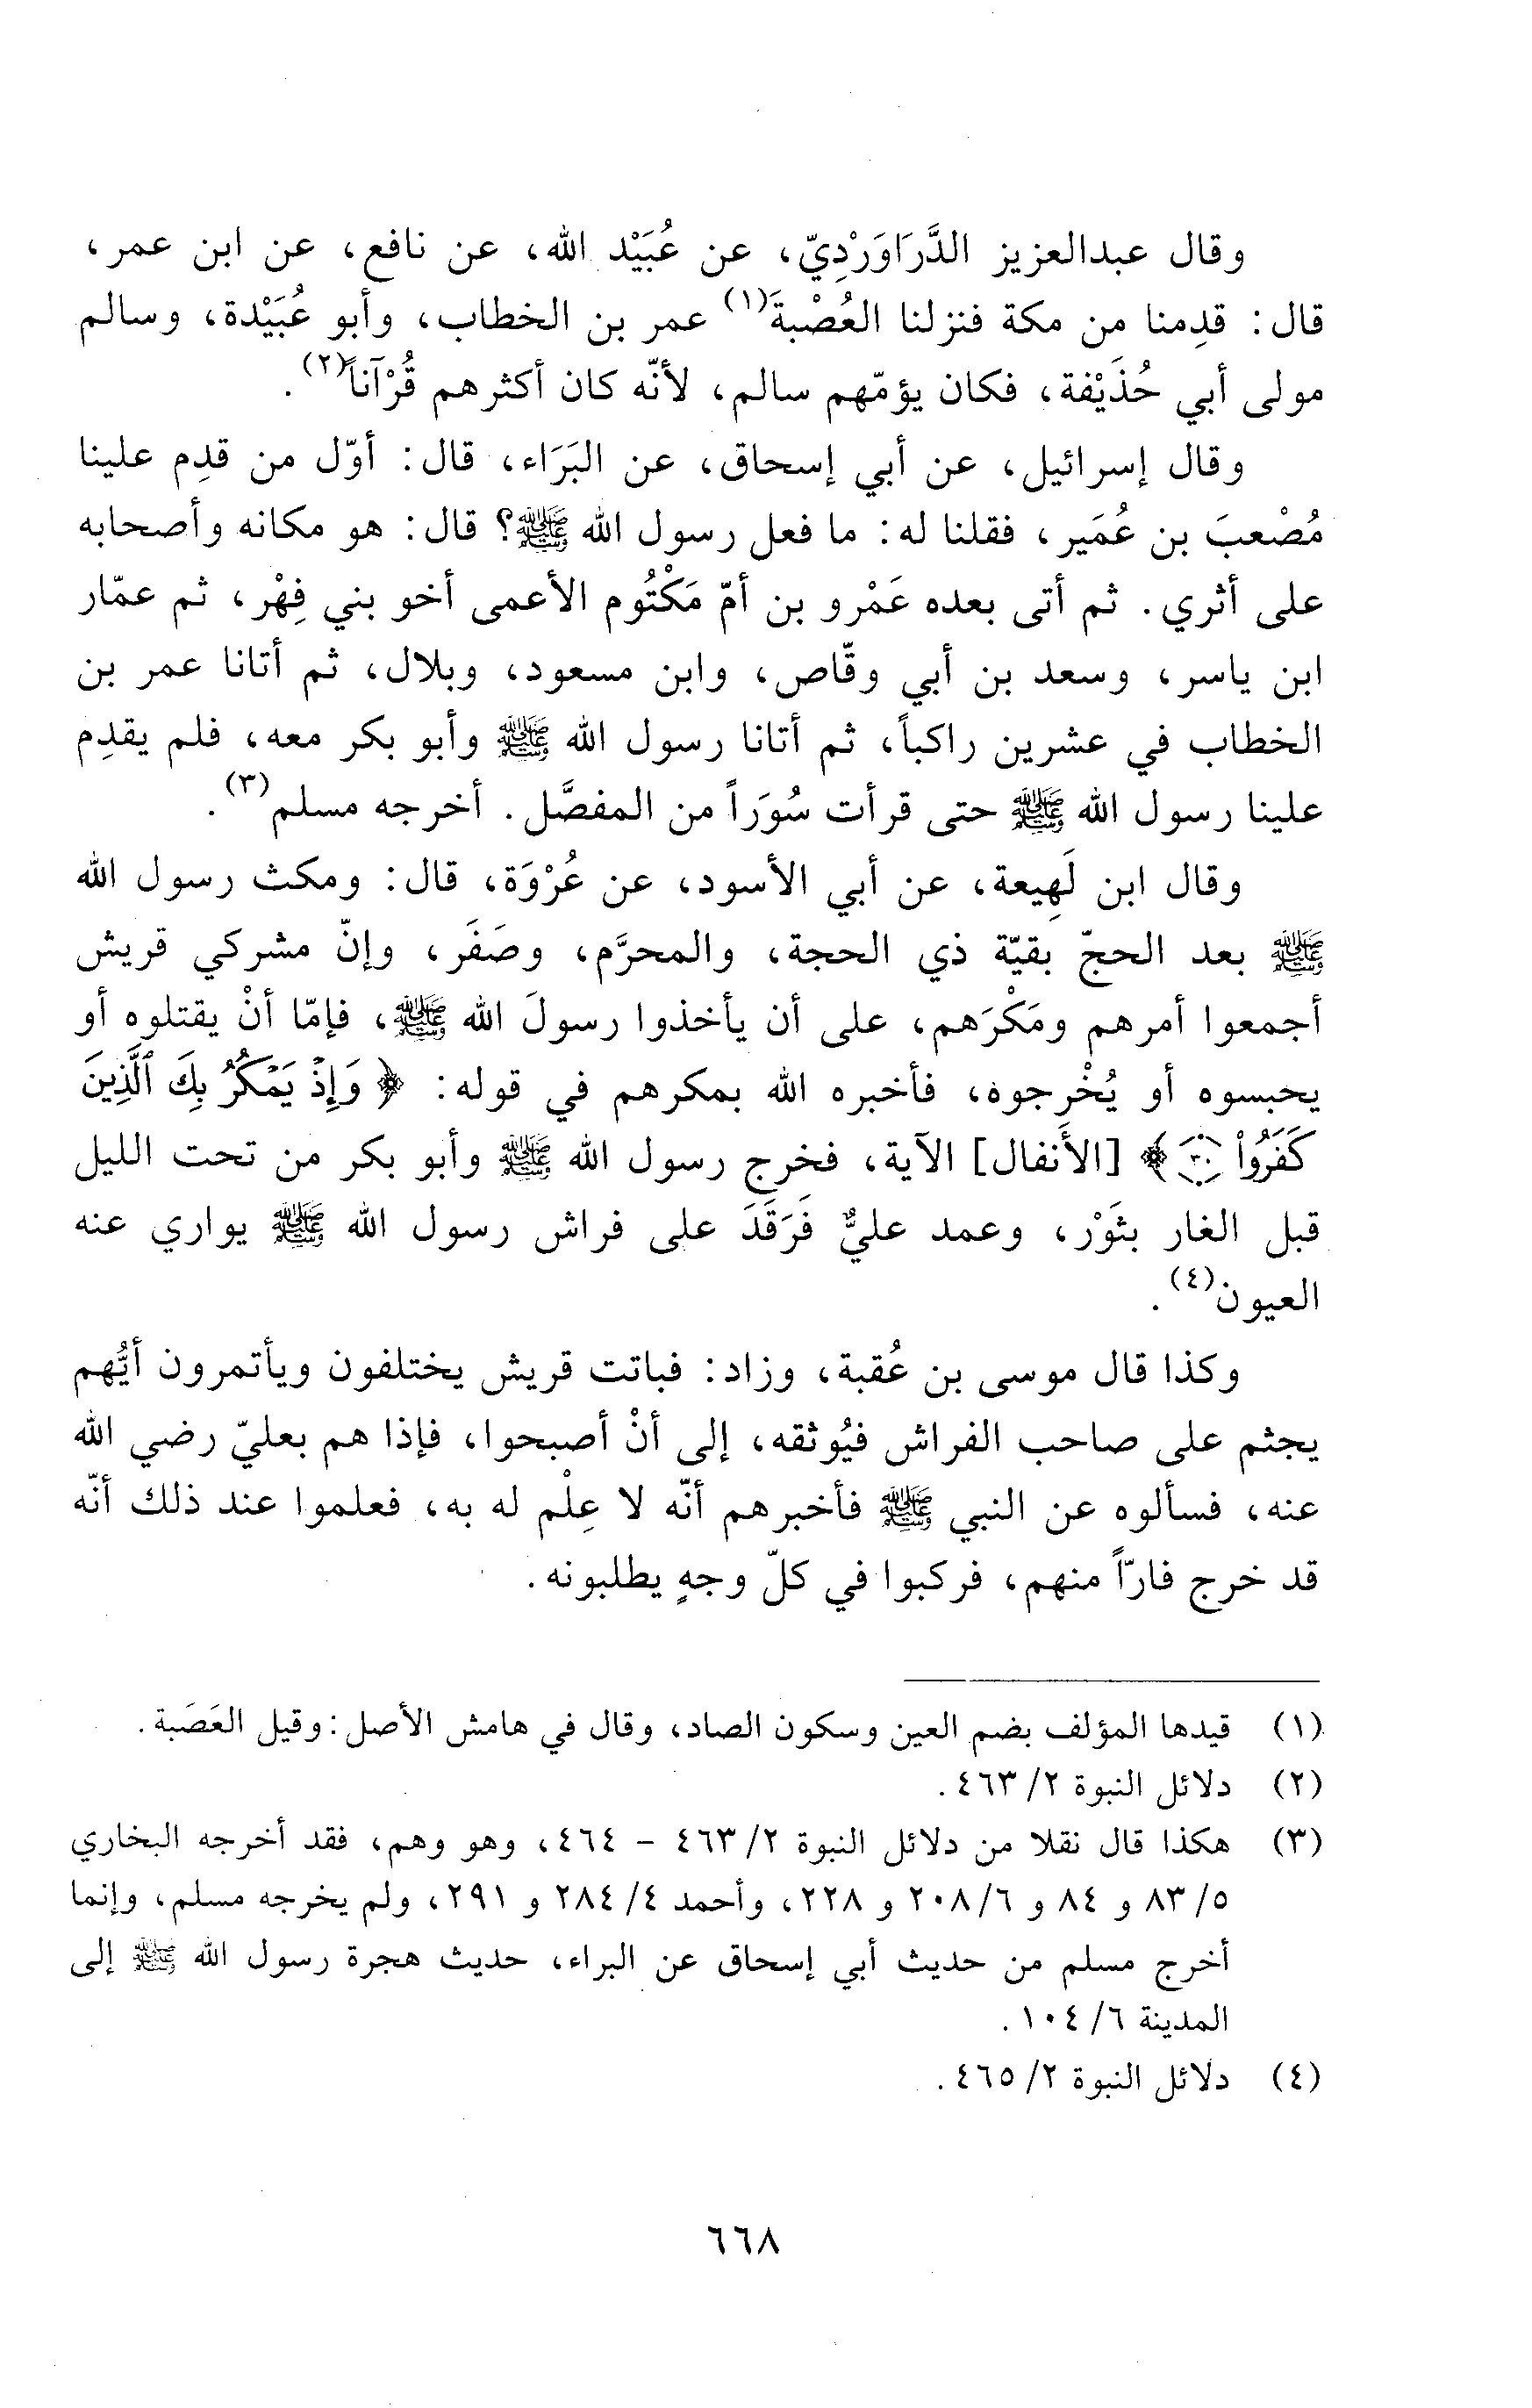 وقال عبدالعزيز الدَّرَاوَرْدِيّ، عن عُبَيْد الله، عن نافع، عن ابن عمر،
قال: قدِمنا من مكة فنزلنا العُصْبةَ(١) عمر بن الخطاب، وأبو عُبَيْدة، وسالم
مولى أبي حُذَيْفة، فكان يؤمّهم سالم، لأنّه كان أكثرهم قُرْآناً(٢).
وقال إسرائيل، عن أبي إسحاق، عن البَرَاء، قال: أوّل من قدِم علينا
مُصْعبَ بن عُمَير، فقلنا له: ما فعل رسول الله ﷺ؟ قال: هو مكانه وأصحابه
على أثري. ثم أتى بعده عَمْرو بن أمّ مَكْتُوم الأعمى أخو بني فِهْر، ثم عمّار
ابن ياسر، وسعد بن أبي وقّاص، وابن مسعود، وبلال، ثم أتانا عمر بن
الخطاب في عشرين راكباً، ثم أتانا رسول الله ﷺ وأبو بكر معه، فلم يقدِم
علينا رسول الله ﷺ حتى قرأت سُوَراً من المفصَّل. أخرجه مسلم(٣).
وقال ابن لَهِيعة، عن أبي الأسود، عن عُرْوَة، قال: ومكث رسول الله
ﷺ بعد الحجّ بقيّة ذي الحجة، والمحرَّم، وصَفَر، وإنّ مشركي قريش
أجمعوا أمرهم ومَكْرَهم، على أن يأخذوا رسولَ الله ﷺ، فإمّا أنْ يقتلوه أو
يحبسوه أو يُخْرجوه، فأخبره الله بمكرهم في قوله: ﴿وَإِذْ يَمْكُرُ بِكَ ٱلَّذِينَ
كَفَرُواْ ٣٠﴾ [الأنفال] الآية، فخرج رسول الله ﷺ وأبو بكر من تحت الليل
قبل الغار بثَوْر، وعمد عليٌّ فَرَقَدَ على فراش رسول الله ﷺ يواري عنه
العيون(٤).
وكذا قال موسى بن عُقبة، وزاد: فباتت قريش يختلفون ويأتمرون أيُّهم
يجثم على صاحب الفراش فيُوثقه، إلى أنْ أصبحوا، فإذا هم بعليّ رضي الله
عنه، فسألوه عن النبي ﷺ فأخبرهم أنّه لا عِلْم له به، فعلموا عند ذلك أنّه
قد خرج فارّاً منهم، فركبوا في كلّ وجهٍ يطلبونه.
(١) قيدها المؤلف بضم العين وسكون الصاد، وقال في هامش الأصل: وقيل العَصَبة.
(٢) دلائل النبوة ٢/ ٤٦٣.
(٣) هكذا قال نقلا من دلائل النبوة ٢/ ٤٦٣ - ٤٦٤، وهو وهم، فقد أخرجه البخاري
٥/ ٨٣ و ٨٤ و ٦/ ٢٠٨ و ٢٢٨، وأحمد ٤/ ٢٨٤ و ٢٩١، ولم يخرجه مسلم، وإنما
أخرج مسلم من حديث أبي إسحاق عن البراء، حديث هجرة رسول الله ﷺ إلى
المدينة ٦/ ١٠٤.
(٤) دلائل النبوة ٢/ ٤٦٥.
٦٦٨